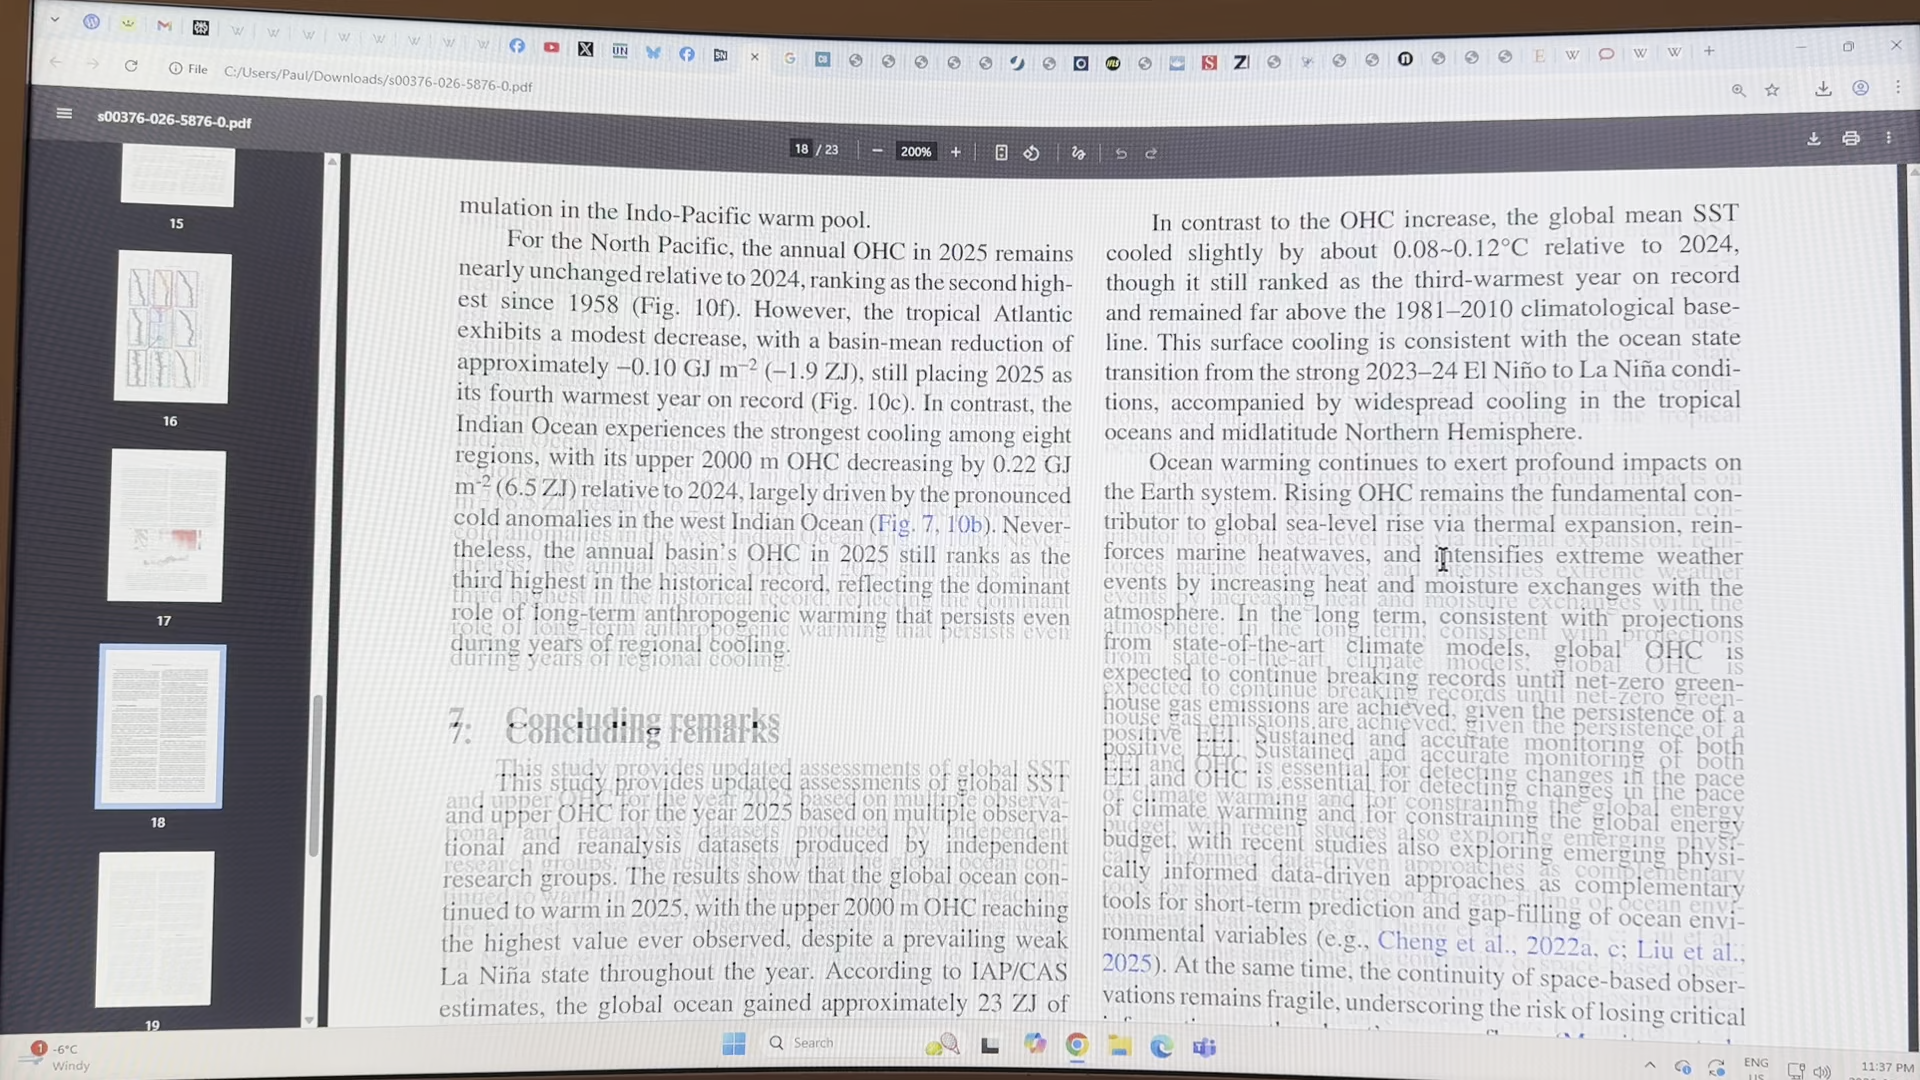 File C:/Users/Paul/Downloads/s00376-026-5876-0.pdf
s00376-026-5876-0.pdf
18 / 23
200%
15
16
17
18
19
mulation in the Indo-Pacific warm pool.
For the North Pacific, the annual OHC in 2025 remains
nearly unchanged relative to 2024, ranking as the second high-
est since 1958 (Fig. 10f). However, the tropical Atlantic
exhibits a modest decrease, with a basin-mean reduction of
approximately −0.10 GJ m−2 (−1.9 ZJ), still placing 2025 as
its fourth warmest year on record (Fig. 10c). In contrast, the
Indian Ocean experiences the strongest cooling among eight
regions, with its upper 2000 m OHC decreasing by 0.22 GJ
m-2 (6.5 ZJ) relative to 2024, largely driven by the pronounced
cold anomalies in the west Indian Ocean (Fig. 7, 10b). Never-
theless, the annual basin's OHC in 2025 still ranks as the
third highest in the historical record, reflecting the dominant
role of long-term anthropogenic warming that persists even
during years of regional cooling.
7. Concluding remarks
This study provides updated assessments of global SST
and upper OHC for the year 2025 based on multiple observa-
tional and reanalysis datasets produced by independent
research groups. The results show that the global ocean con-
tinued to warm in 2025, with the upper 2000 m OHC reaching
the highest value ever observed, despite a prevailing weak
La Niña state throughout the year. According to IAP/CAS
estimates, the global ocean gained approximately 23 ZJ of
In contrast to the OHC increase, the global mean SST
cooled slightly by about 0.08~0.12°C relative to 2024,
though it still ranked as the third-warmest year on record
and remained far above the 1981–2010 climatological base-
line. This surface cooling is consistent with the ocean state
transition from the strong 2023–24 El Niño to La Niña condi-
tions, accompanied by widespread cooling in the tropical
oceans and midlatitude Northern Hemisphere.
Ocean warming continues to exert profound impacts on
the Earth system. Rising OHC remains the fundamental con-
tributor to global sea-level rise via thermal expansion, rein-
forces marine heatwaves, and intensifies extreme weather
events by increasing heat and moisture exchanges with the
atmosphere. In the long term, consistent with projections
from state-of-the-art climate models, global OHC is
expected to continue breaking records until net-zero green-
house gas emissions are achieved, given the persistence of a
positive EEI. Sustained and accurate monitoring of both
EEI and OHC is essential for detecting changes in the pace
of climate warming and for constraining the global energy
budget, with recent studies also exploring emerging physi-
cally informed data-driven approaches as complementary
tools for short-term prediction and gap-filling of ocean envi-
ronmental variables (e.g., Cheng et al., 2022a, c; Liu et al.,
2025). At the same time, the continuity of space-based obser-
vations remains fragile, underscoring the risk of losing critical
1
-6°C
Windy
Search
ENG
US
11:37 PM